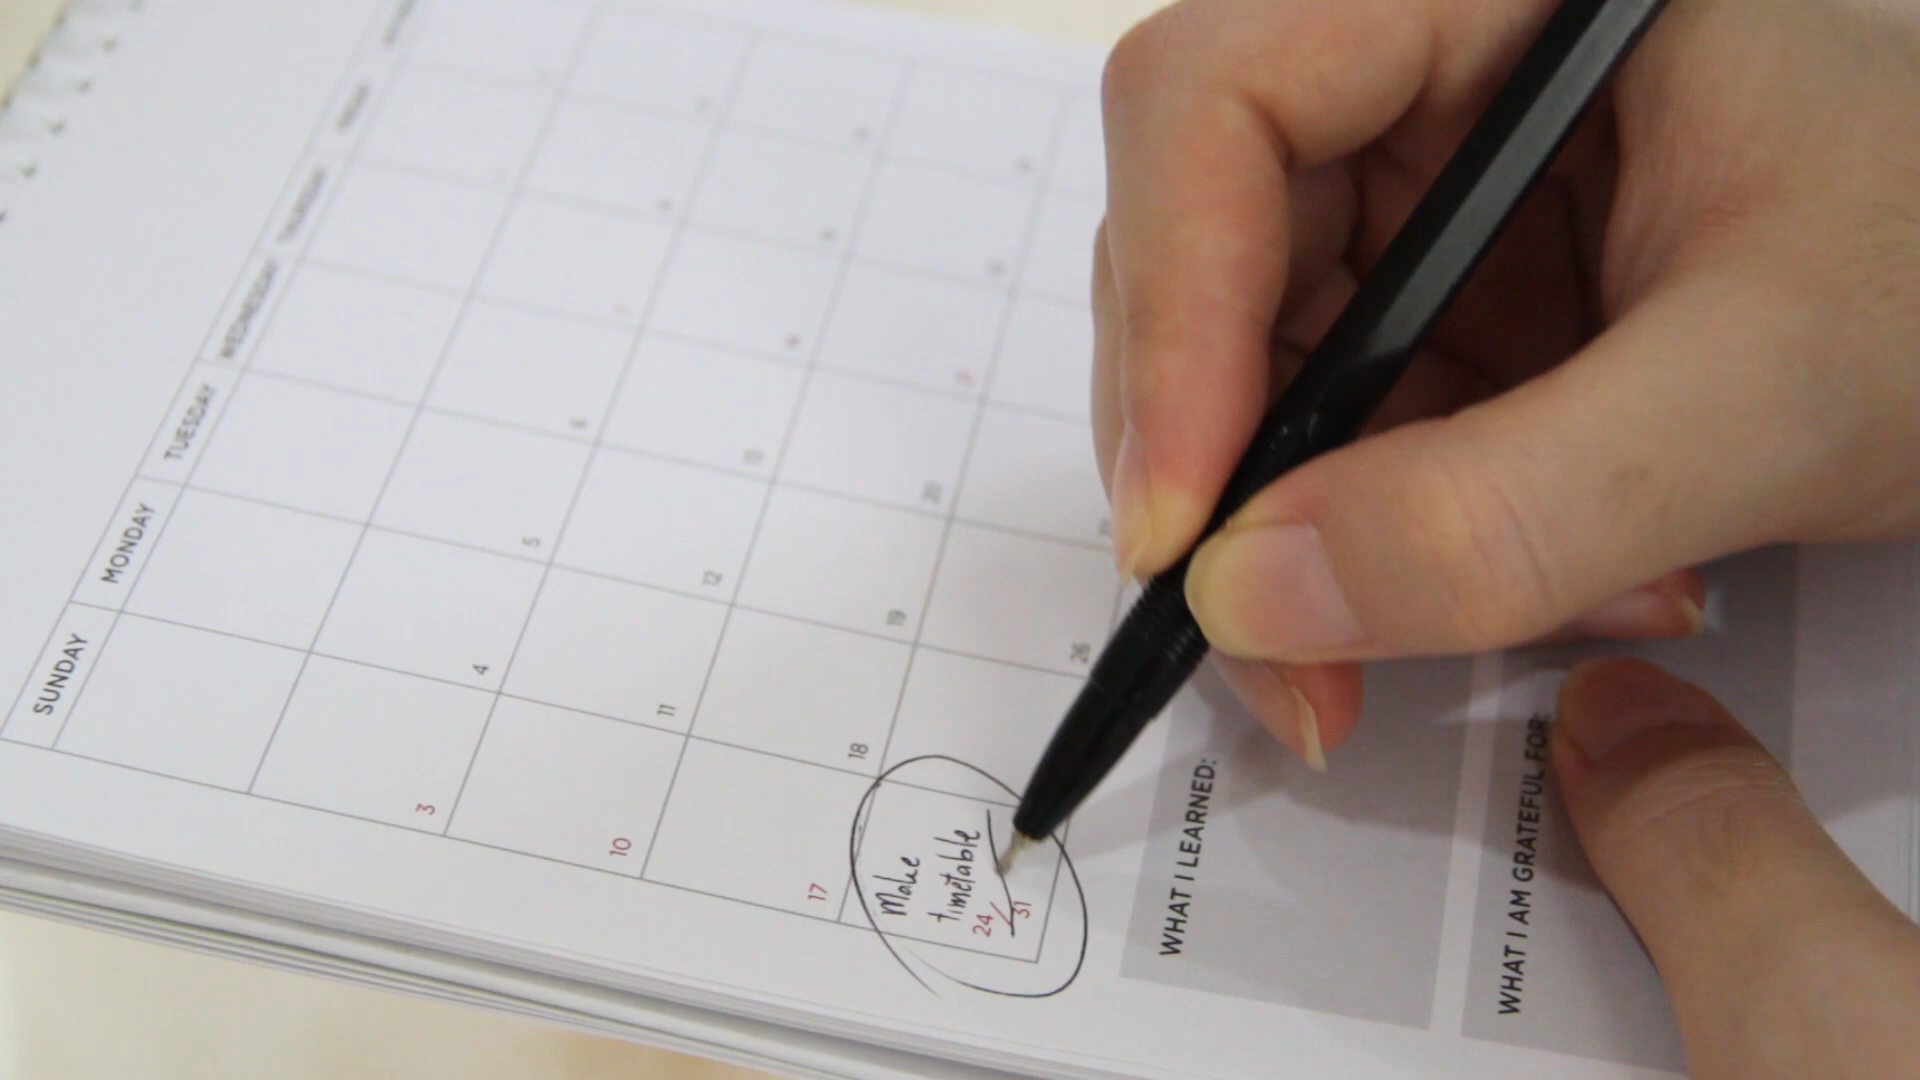 SUNDAY
MONDAY
TUESDAY
WEDNESDAY
THURSDAY
3
4
5
6
10
11
12
13
17
18
19
20
Make
timetable
24/31
26
WHAT I LEARNED:
WHAT I AM GRATEFUL FOR: